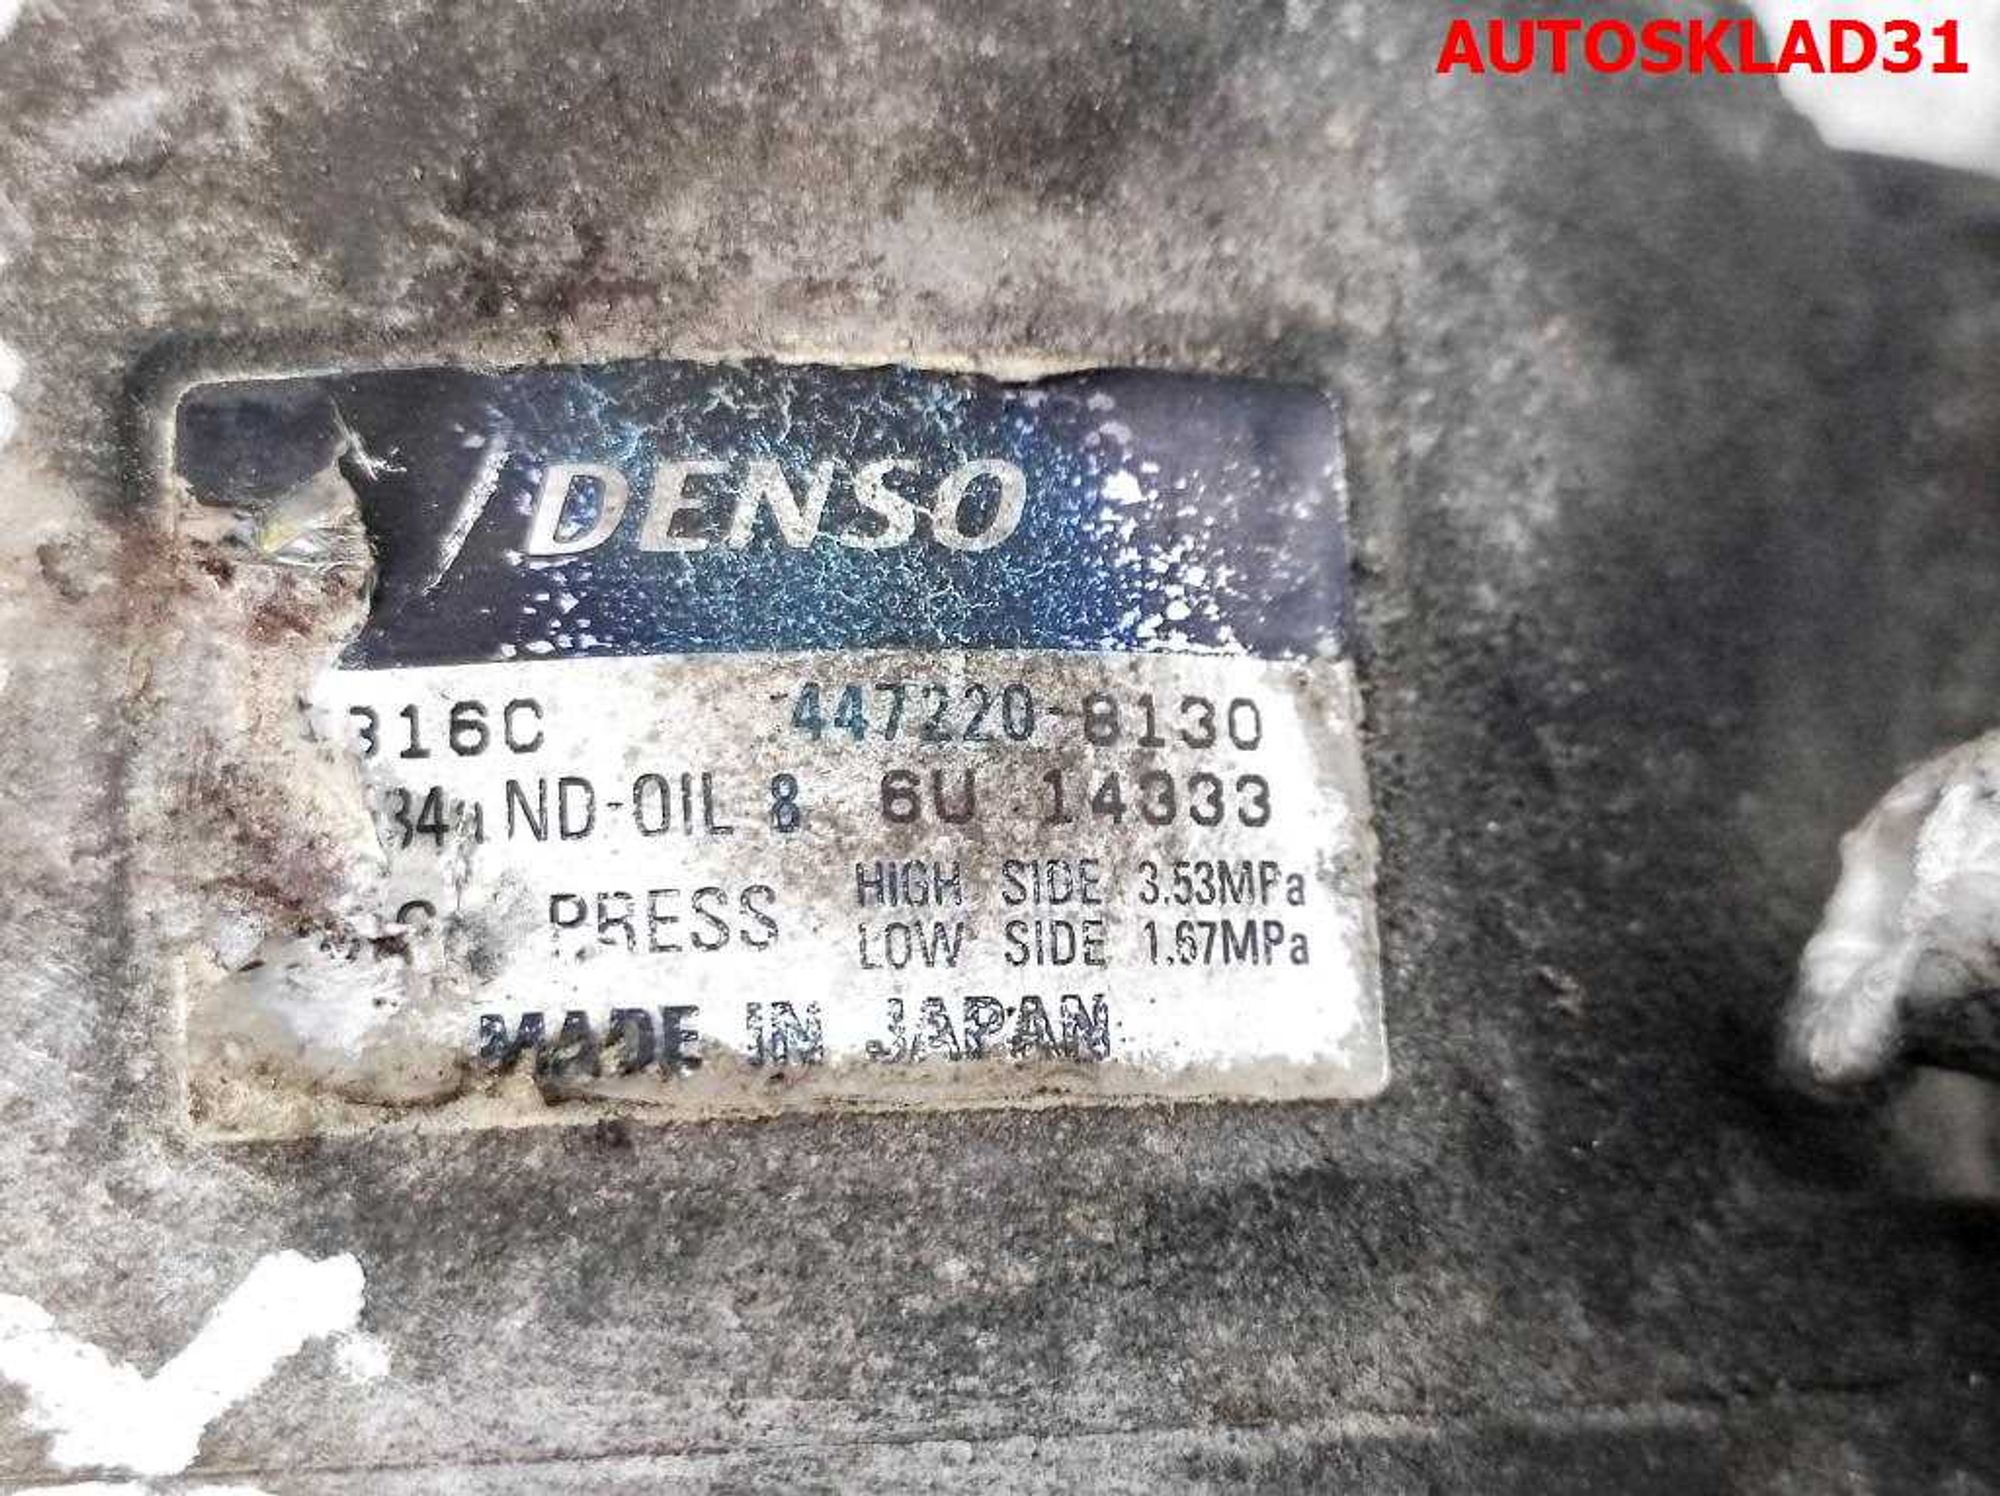 AUTOSKLAD31
DENSO
316C 447220-8130
34a ND-OIL 8 6U 14333
PRESS HIGH SIDE 3.53MPa
LOW SIDE 1.67MPa
MADE IN JAPAN